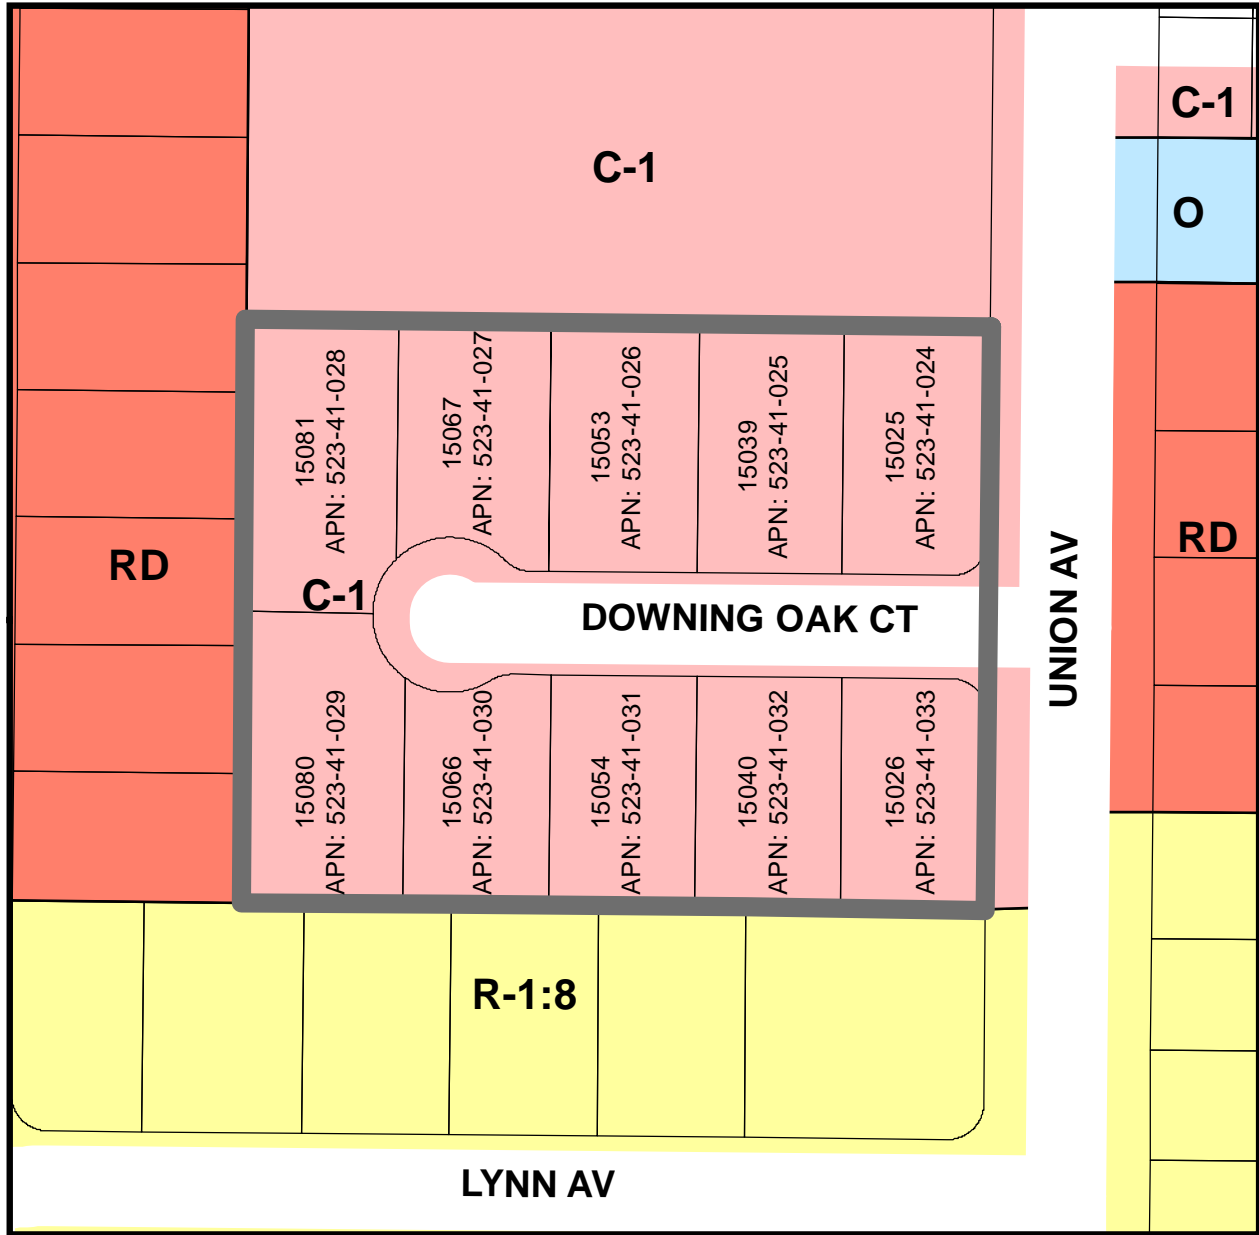 C-1
C-1
O
15081
APN: 523-41-028
15067
APN: 523-41-027
15053
APN: 523-41-026
15039
APN: 523-41-025
15025
APN: 523-41-024
RD
RD
C-1
DOWNING OAK CT
UNION AV
15080
APN: 523-41-029
15066
APN: 523-41-030
15054
APN: 523-41-031
15040
APN: 523-41-032
15026
APN: 523-41-033
R-1:8
LYNN AV